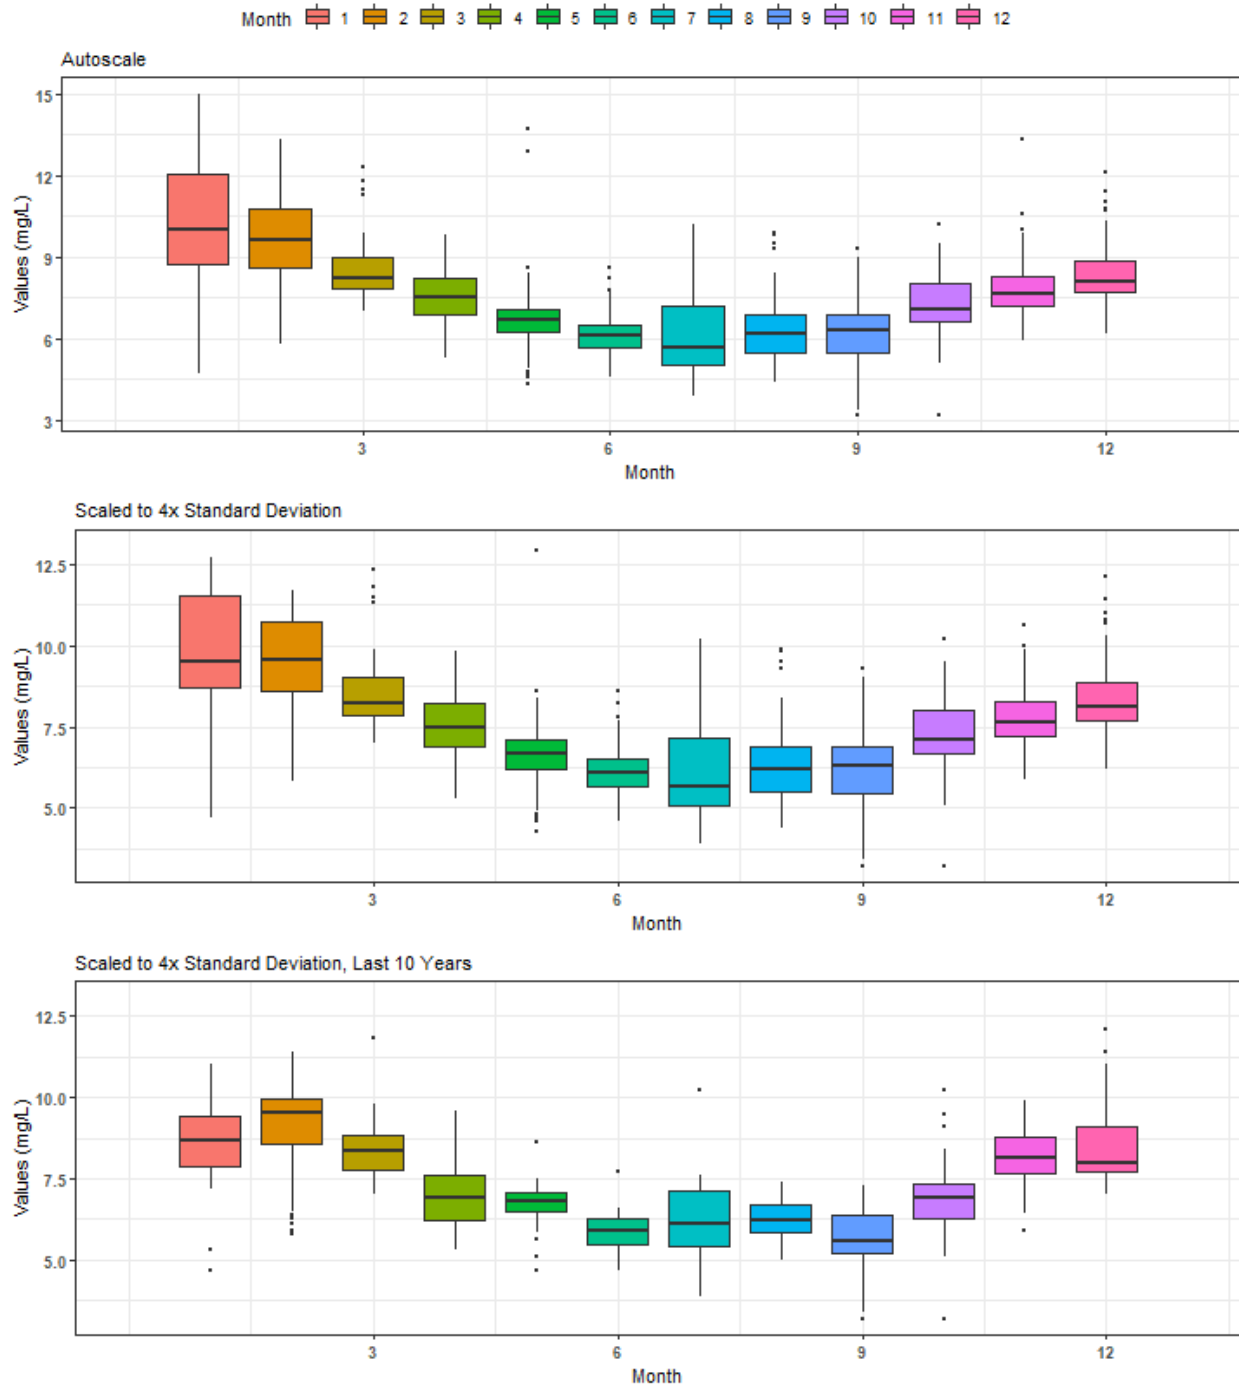 Month 1 2 3 4 5 6 7 8 9 10 11 12
Autoscale
Values (mg/L)
15
12
9
6
3
3 6 9 12
Month
Scaled to 4x Standard Deviation
Values (mg/L)
12.5
10.0
7.5
5.0
3 6 9 12
Month
Scaled to 4x Standard Deviation, Last 10 Years
Values (mg/L)
12.5
10.0
7.5
5.0
3 6 9 12
Month